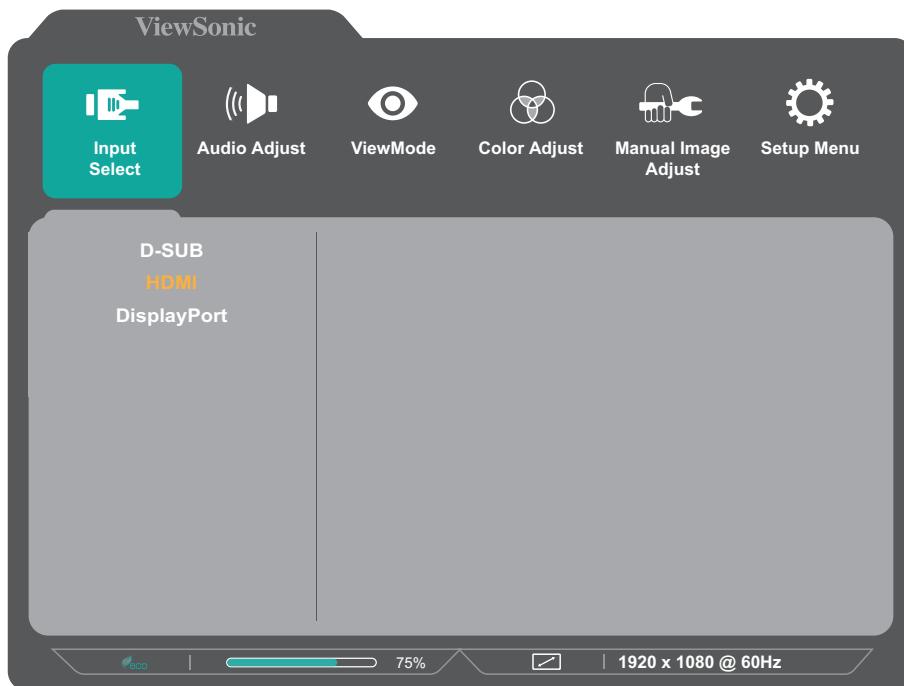 ViewSonic
Input
Select
Audio Adjust
ViewMode
Color Adjust
Manual Image
Adjust
Setup Menu
D-SUB
HDMI
DisplayPort
eco
75%
1920 x 1080 @ 60Hz